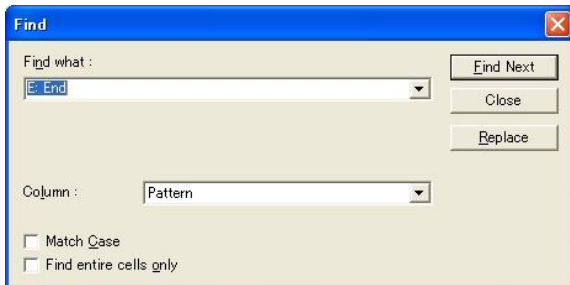 Find
Find what :
E: End
Find Next
Close
Replace
Column :
Pattern
Match Case
Find entire cells only